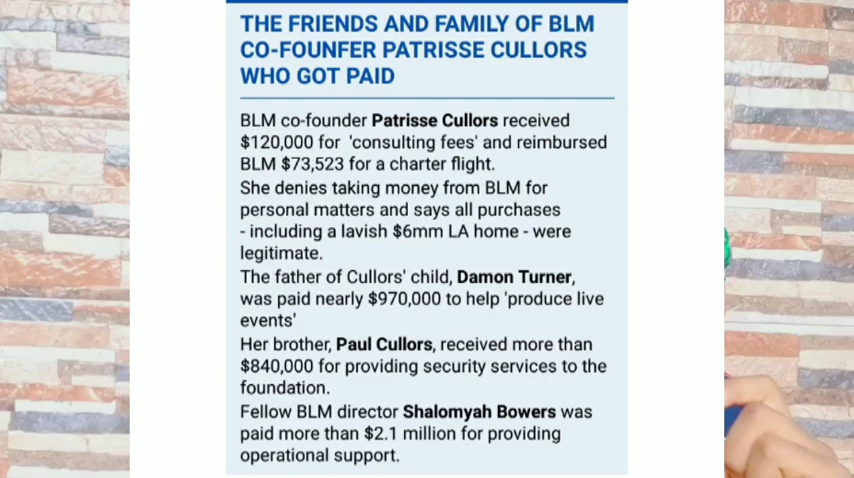 THE FRIENDS AND FAMILY OF BLM
CO-FOUNFER PATRISSE CULLORS
WHO GOT PAID
BLM co-founder Patrisse Cullors received
$120,000 for 'consulting fees' and reimbursed
BLM $73,523 for a charter flight.
She denies taking money from BLM for
personal matters and says all purchases
- including a lavish $6mm LA home - were
legitimate.
The father of Cullors' child, Damon Turner,
was paid nearly $970,000 to help 'produce live
events'
Her brother, Paul Cullors, received more than
$840,000 for providing security services to the
foundation.
Fellow BLM director Shalomyah Bowers was
paid more than $2.1 million for providing
operational support.